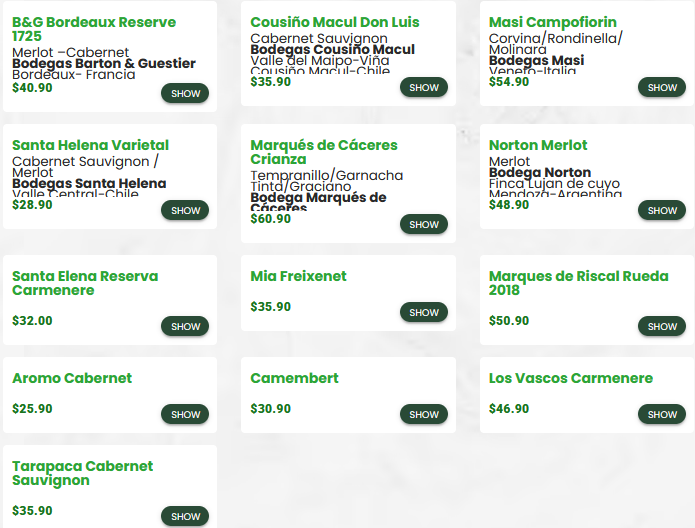 B&G Bordeaux Reserve
1725
Merlot –Cabernet
Bodegas Barton & Guestier
Bordeaux- Francia
$40.90
SHOW
Cousiño Macul Don Luis
Cabernet Sauvignon
Bodegas Cousiño Macul
Valle del Maipo-Viña
Cousiño Macul-Chile
$35.90
SHOW
Masi Campofiorin
Corvina/Rondinella/
Molinara
Bodegas Masi
Veneto-Italia
$54.90
SHOW
Santa Helena Varietal
Cabernet Sauvignon /
Merlot
Bodegas Santa Helena
Valle Central-Chile
$28.90
SHOW
Marqués de Cáceres
Crianza
Tempranillo/Garnacha
Tinta/Graciano
Bodega Marqués de
Cáceres
$60.90
SHOW
Norton Merlot
Merlot
Bodega Norton
Finca Lujan de cuyo
Mendoza-Argentina
$48.90
SHOW
Santa Elena Reserva
Carmenere
$32.00
SHOW
Mia Freixenet
$35.90
SHOW
Marques de Riscal Rueda
2018
$50.90
SHOW
Aromo Cabernet
$25.90
SHOW
Camembert
$30.90
SHOW
Los Vascos Carmenere
$46.90
SHOW
Tarapaca Cabernet
Sauvignon
$35.90
SHOW